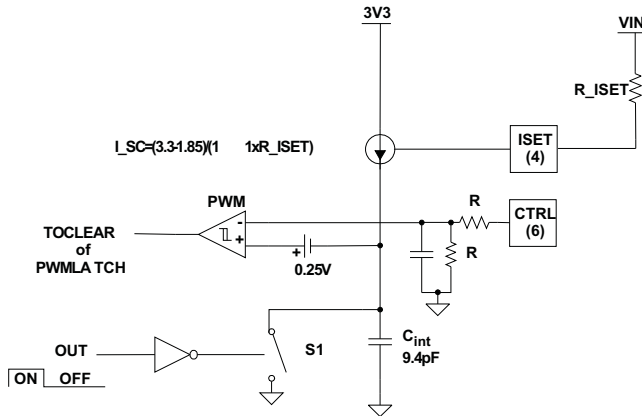 3V3
VIN
R_ISET
I_SC=(3.3-1.85)(1 1xR_ISET)
ISET
(4)
PWM
R
CTRL
(6)
-
+
TOCLEAR
of
PWMLA TCH
+
0.25V
R
OUT
S1
Cint
9.4pF
ON OFF